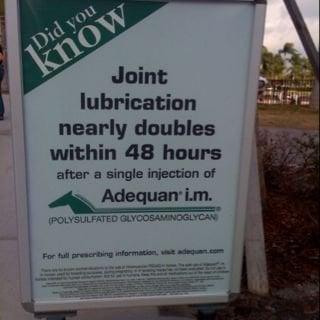 Did you
know
Joint
lubrication
nearly doubles
within 48 hours
after a single injection of
Adequan® i.m.
(POLYSULFATED GLYCOSAMINOGLYCAN)
For full prescribing information, visit adequan.com